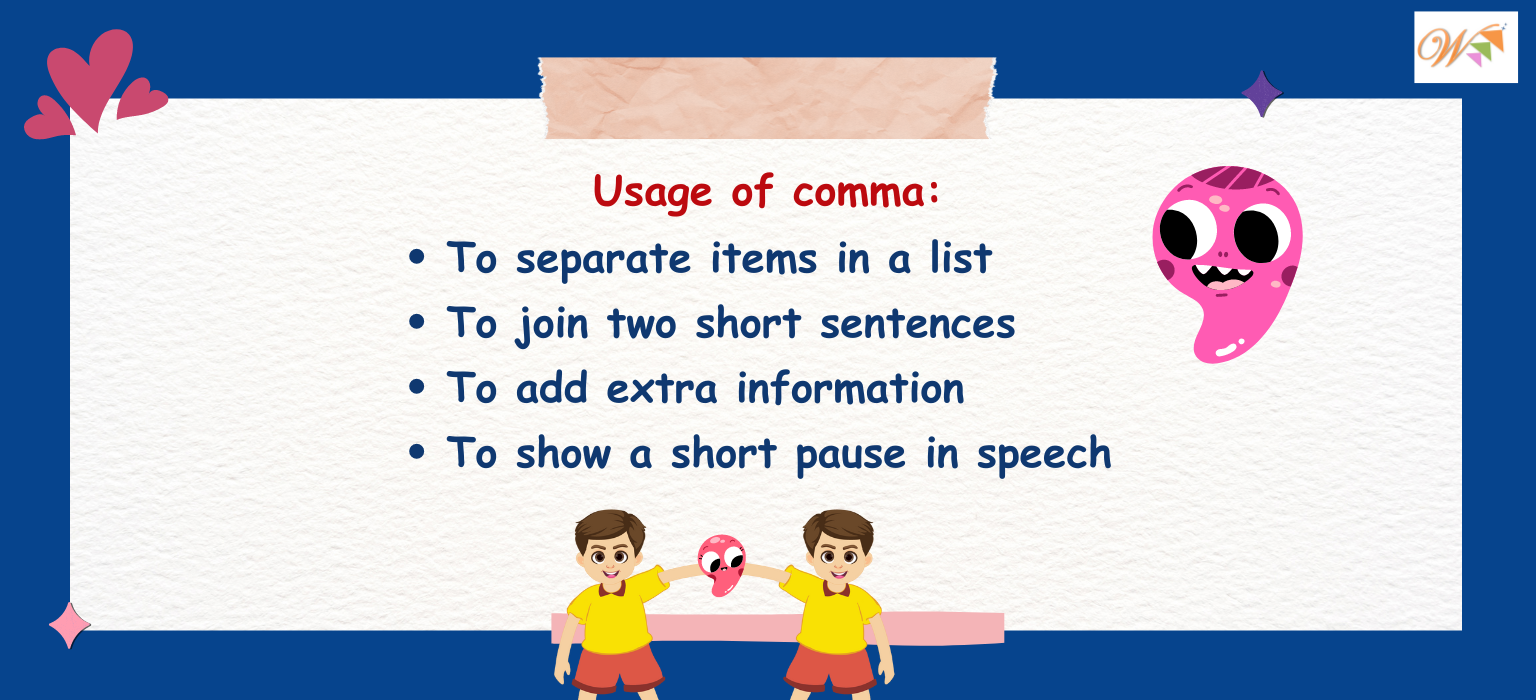 W
Usage of comma:
• To separate items in a list
• To join two short sentences
• To add extra information
• To show a short pause in speech